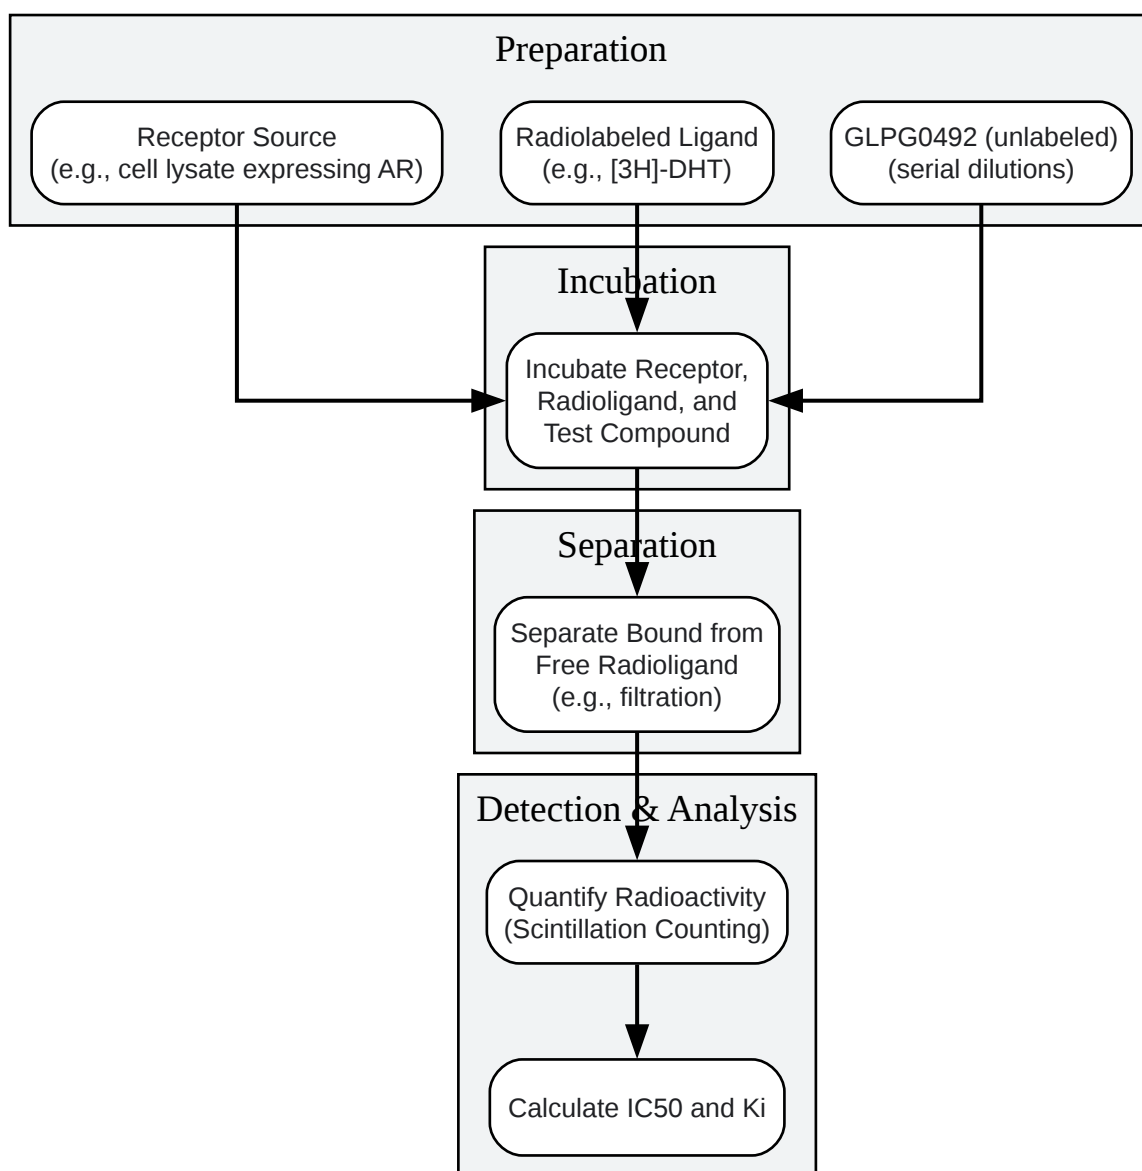 Preparation
Receptor Source
(e.g., cell lysate expressing AR)
Radiolabeled Ligand
(e.g., [3H]-DHT)
GLPG0492 (unlabeled)
(serial dilutions)
Incubation
Incubate Receptor,
Radioligand, and
Test Compound
Separation
Separate Bound from
Free Radioligand
(e.g., filtration)
Detection & Analysis
Quantify Radioactivity
(Scintillation Counting)
Calculate IC50 and Ki